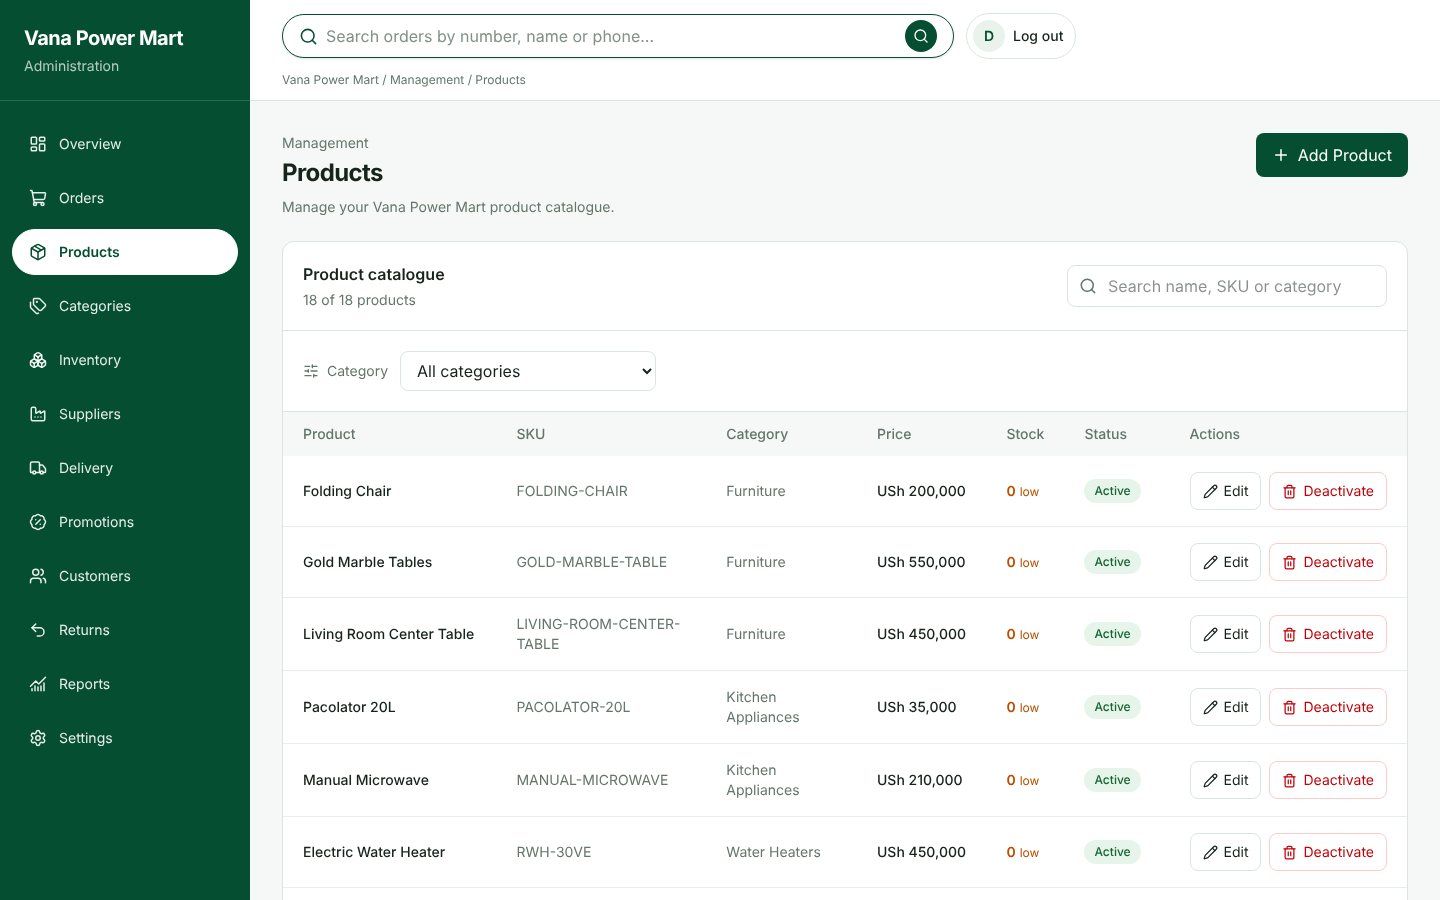 Vana Power Mart
Administration
Overview
Orders
Products
Categories
Inventory
Suppliers
Delivery
Promotions
Customers
Returns
Reports
Settings
Search orders by number, name or phone...
D Log out
Vana Power Mart / Management / Products
Management
Products
Manage your Vana Power Mart product catalogue.
+ Add Product
Product catalogue
18 of 18 products
Search name, SKU or category
Category All categories
Product SKU Category Price Stock Status Actions
Folding Chair FOLDING-CHAIR Furniture USh 200,000 0 low Active Edit Deactivate
Gold Marble Tables GOLD-MARBLE-TABLE Furniture USh 550,000 0 low Active Edit Deactivate
Living Room Center Table LIVING-ROOM-CENTER-
TABLE Furniture USh 450,000 0 low Active Edit Deactivate
Pacolator 20L PACOLATOR-20L Kitchen
Appliances USh 35,000 0 low Active Edit Deactivate
Manual Microwave MANUAL-MICROWAVE Kitchen
Appliances USh 210,000 0 low Active Edit Deactivate
Electric Water Heater RWH-30VE Water Heaters USh 450,000 0 low Active Edit Deactivate